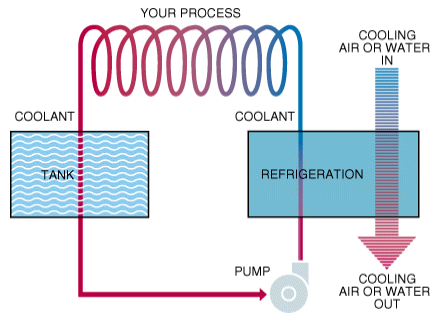 YOUR PROCESS
COOLING
AIR OR WATER
IN
COOLANT
COOLANT
TANK
REFRIGERATION
PUMP
COOLING
AIR OR WATER
OUT